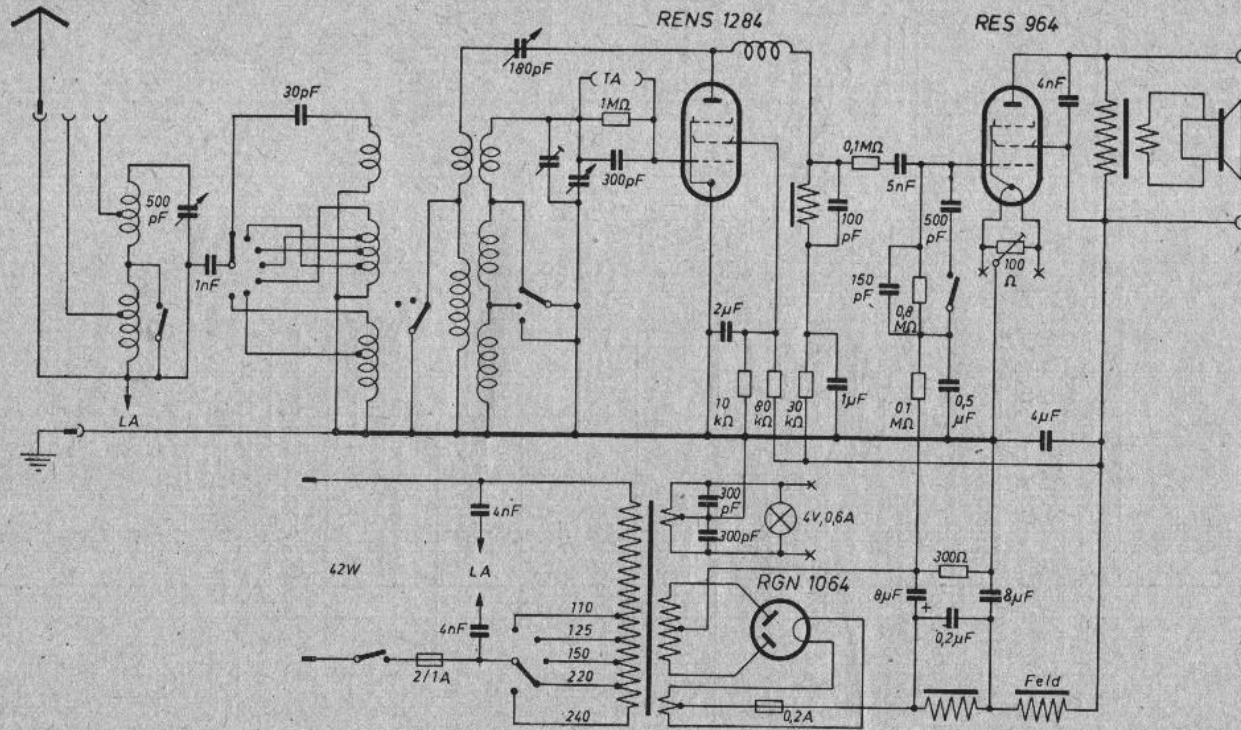 RENS 1284
RES 964
30pF
180pF
TA
1MΩ
4nF
300pF
0,1MΩ
5nF
500
pF
1nF
100
pF
500
pF
150
pF
0,8
MΩ
100
Ω
2µF
10
kΩ
80
kΩ
30
kΩ
1µF
0 1
MΩ
0,5
µF
4µF
LA
4nF
300
pF
300pF
4V,0,6A
42W
LA
RGN 1064
300Ω
8µF
8µF
+
0,2µF
4nF
110
125
150
220
240
2/1A
0,2A
Feld